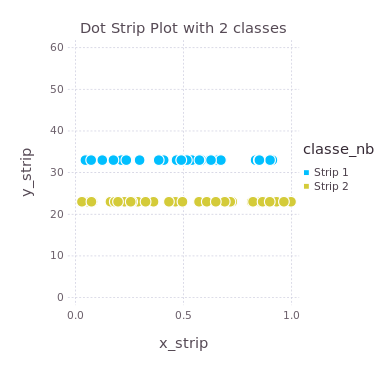 Dot Strip Plot with 2 classes
60
50
40
30
20
10
0
y_strip
0.0 0.5 1.0
x_strip
classe_nb
Strip 1
Strip 2